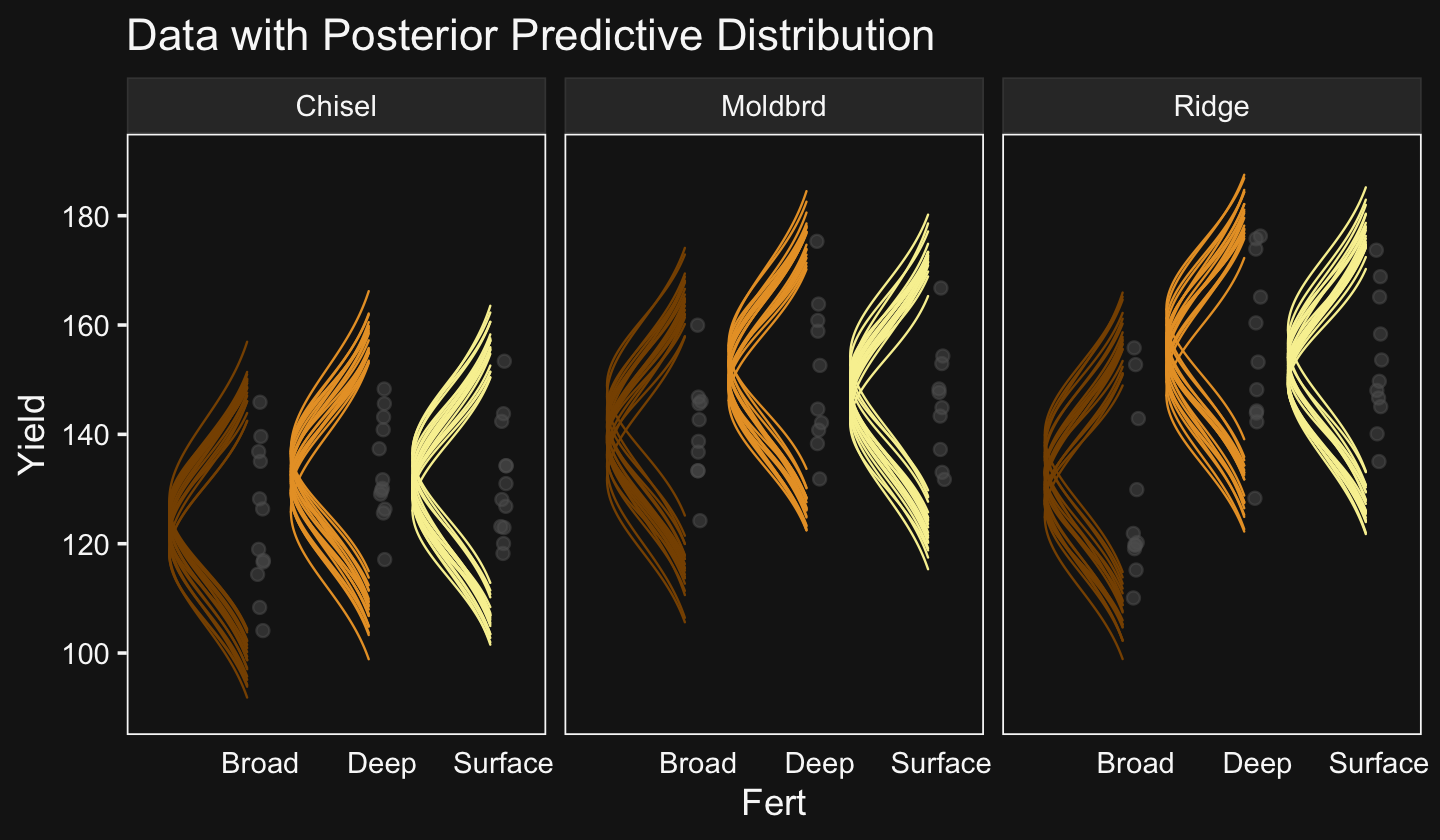 Data with Posterior Predictive Distribution
Chisel Moldbrd Ridge
Yield
180
160
140
120
100
Broad Deep Surface Broad Deep Surface Broad Deep Surface
Fert